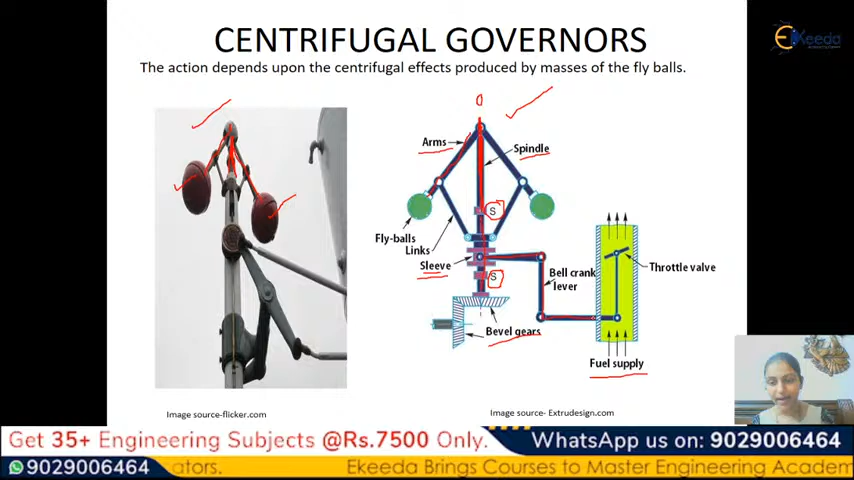 CENTRIFUGAL GOVERNORS
Ekeeda
The action depends upon the centrifugal effects produced by masses of the fly balls.
O
Arms
Spindle
S
Fly-balls
Links
Sleeve
S
Bell crank
lever
Throttle valve
Bevel gears
Fuel supply
Image source-flicker.com
Image source- Extrudesign.com
Get 35+ Engineering Subjects @Rs.7500 Only.
WhatsApp us on: 9029006464
9029006464
ators.
Ekeeda Brings Courses to Master Engineering Academ